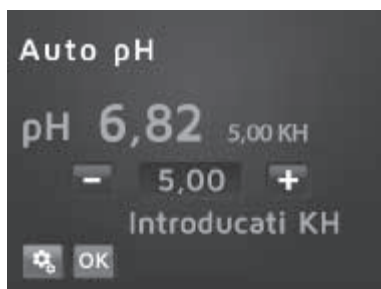 Auto pH
pH 6,82 5,00 KH
− 5,00 +
Introducati KH
OK